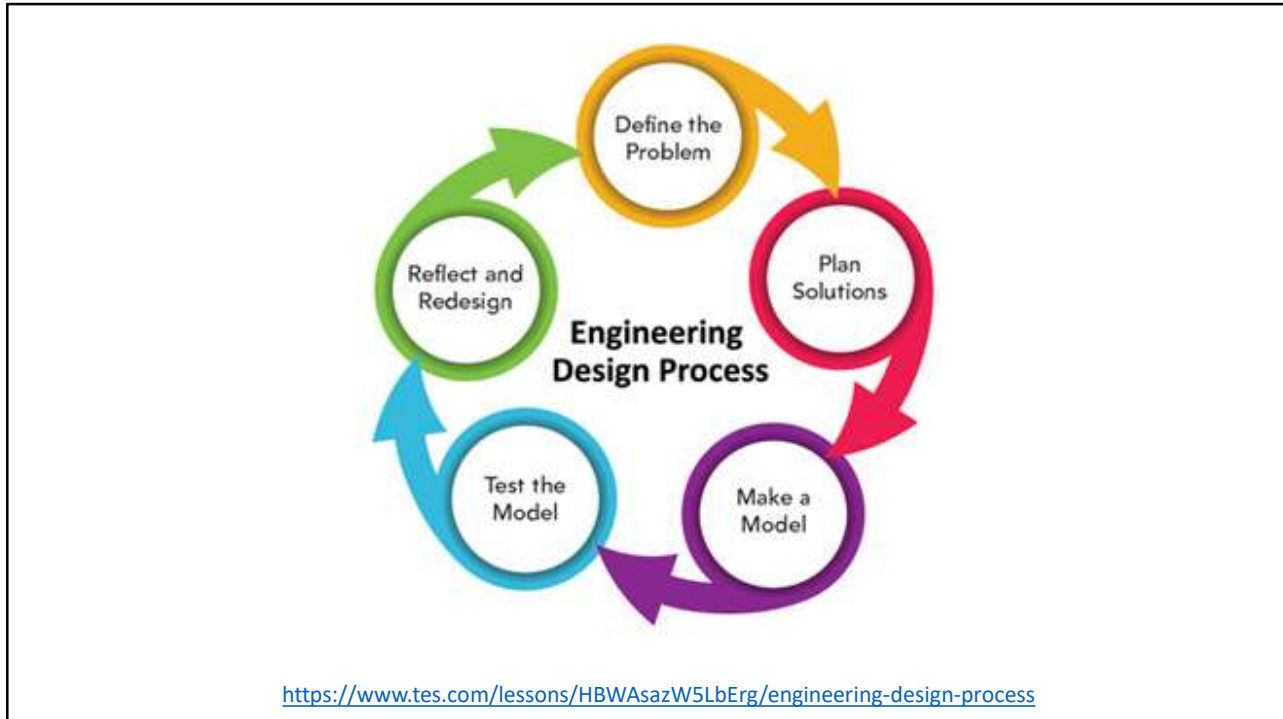 Define the
Problem
Plan
Solutions
Make a
Model
Test the
Model
Reflect and
Redesign
Engineering
Design Process
https://www.tes.com/lessons/HBWAsazW5LbErg/engineering-design-process